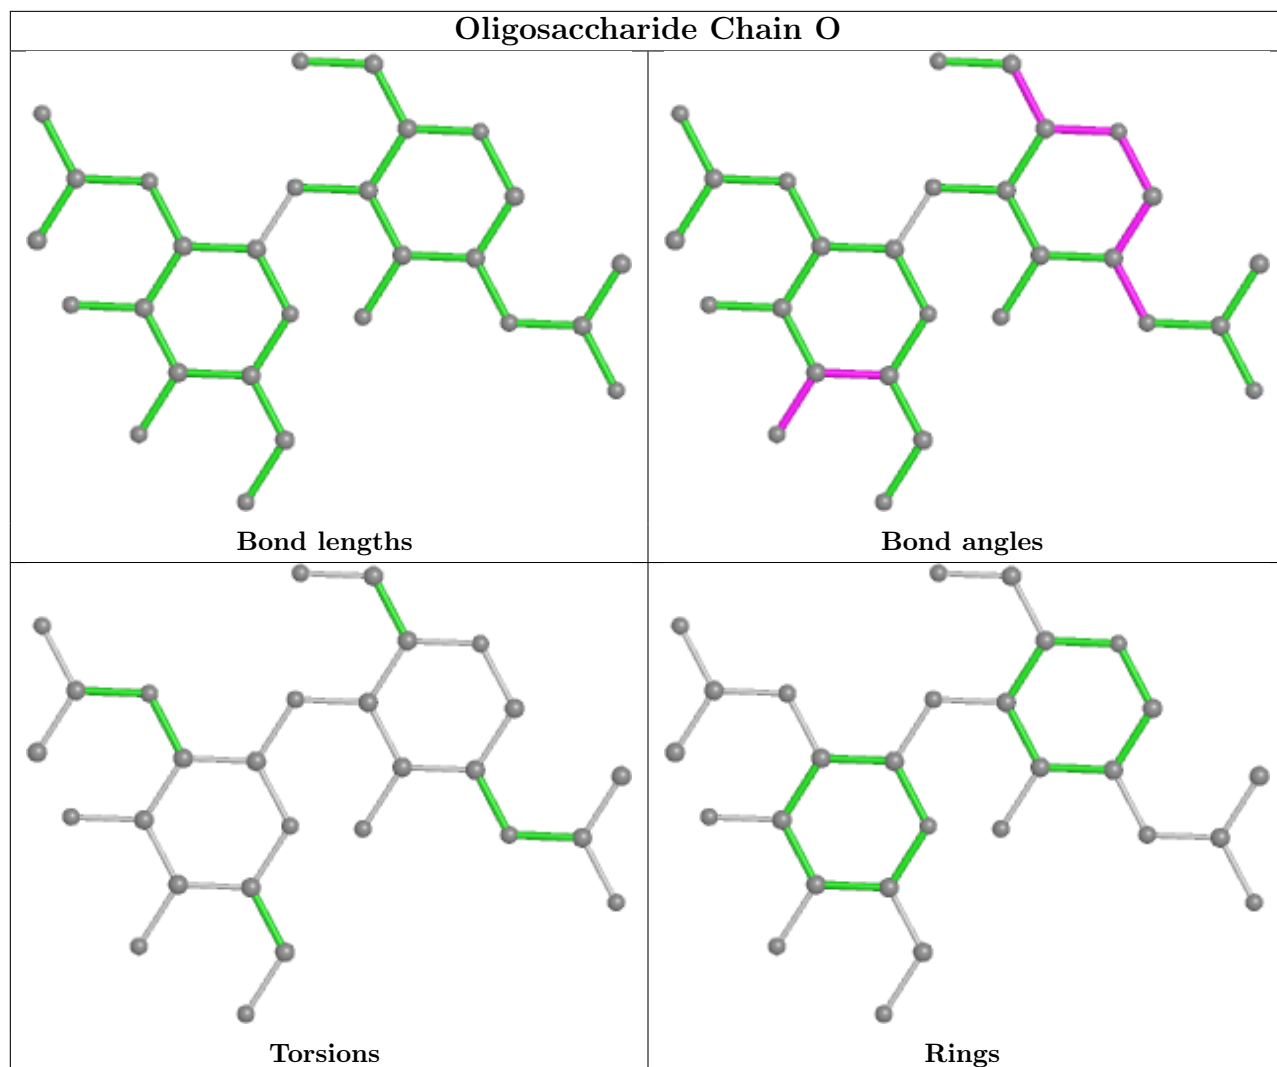 Oligosaccharide Chain O
Bond lengths
Bond angles
Torsions
Rings